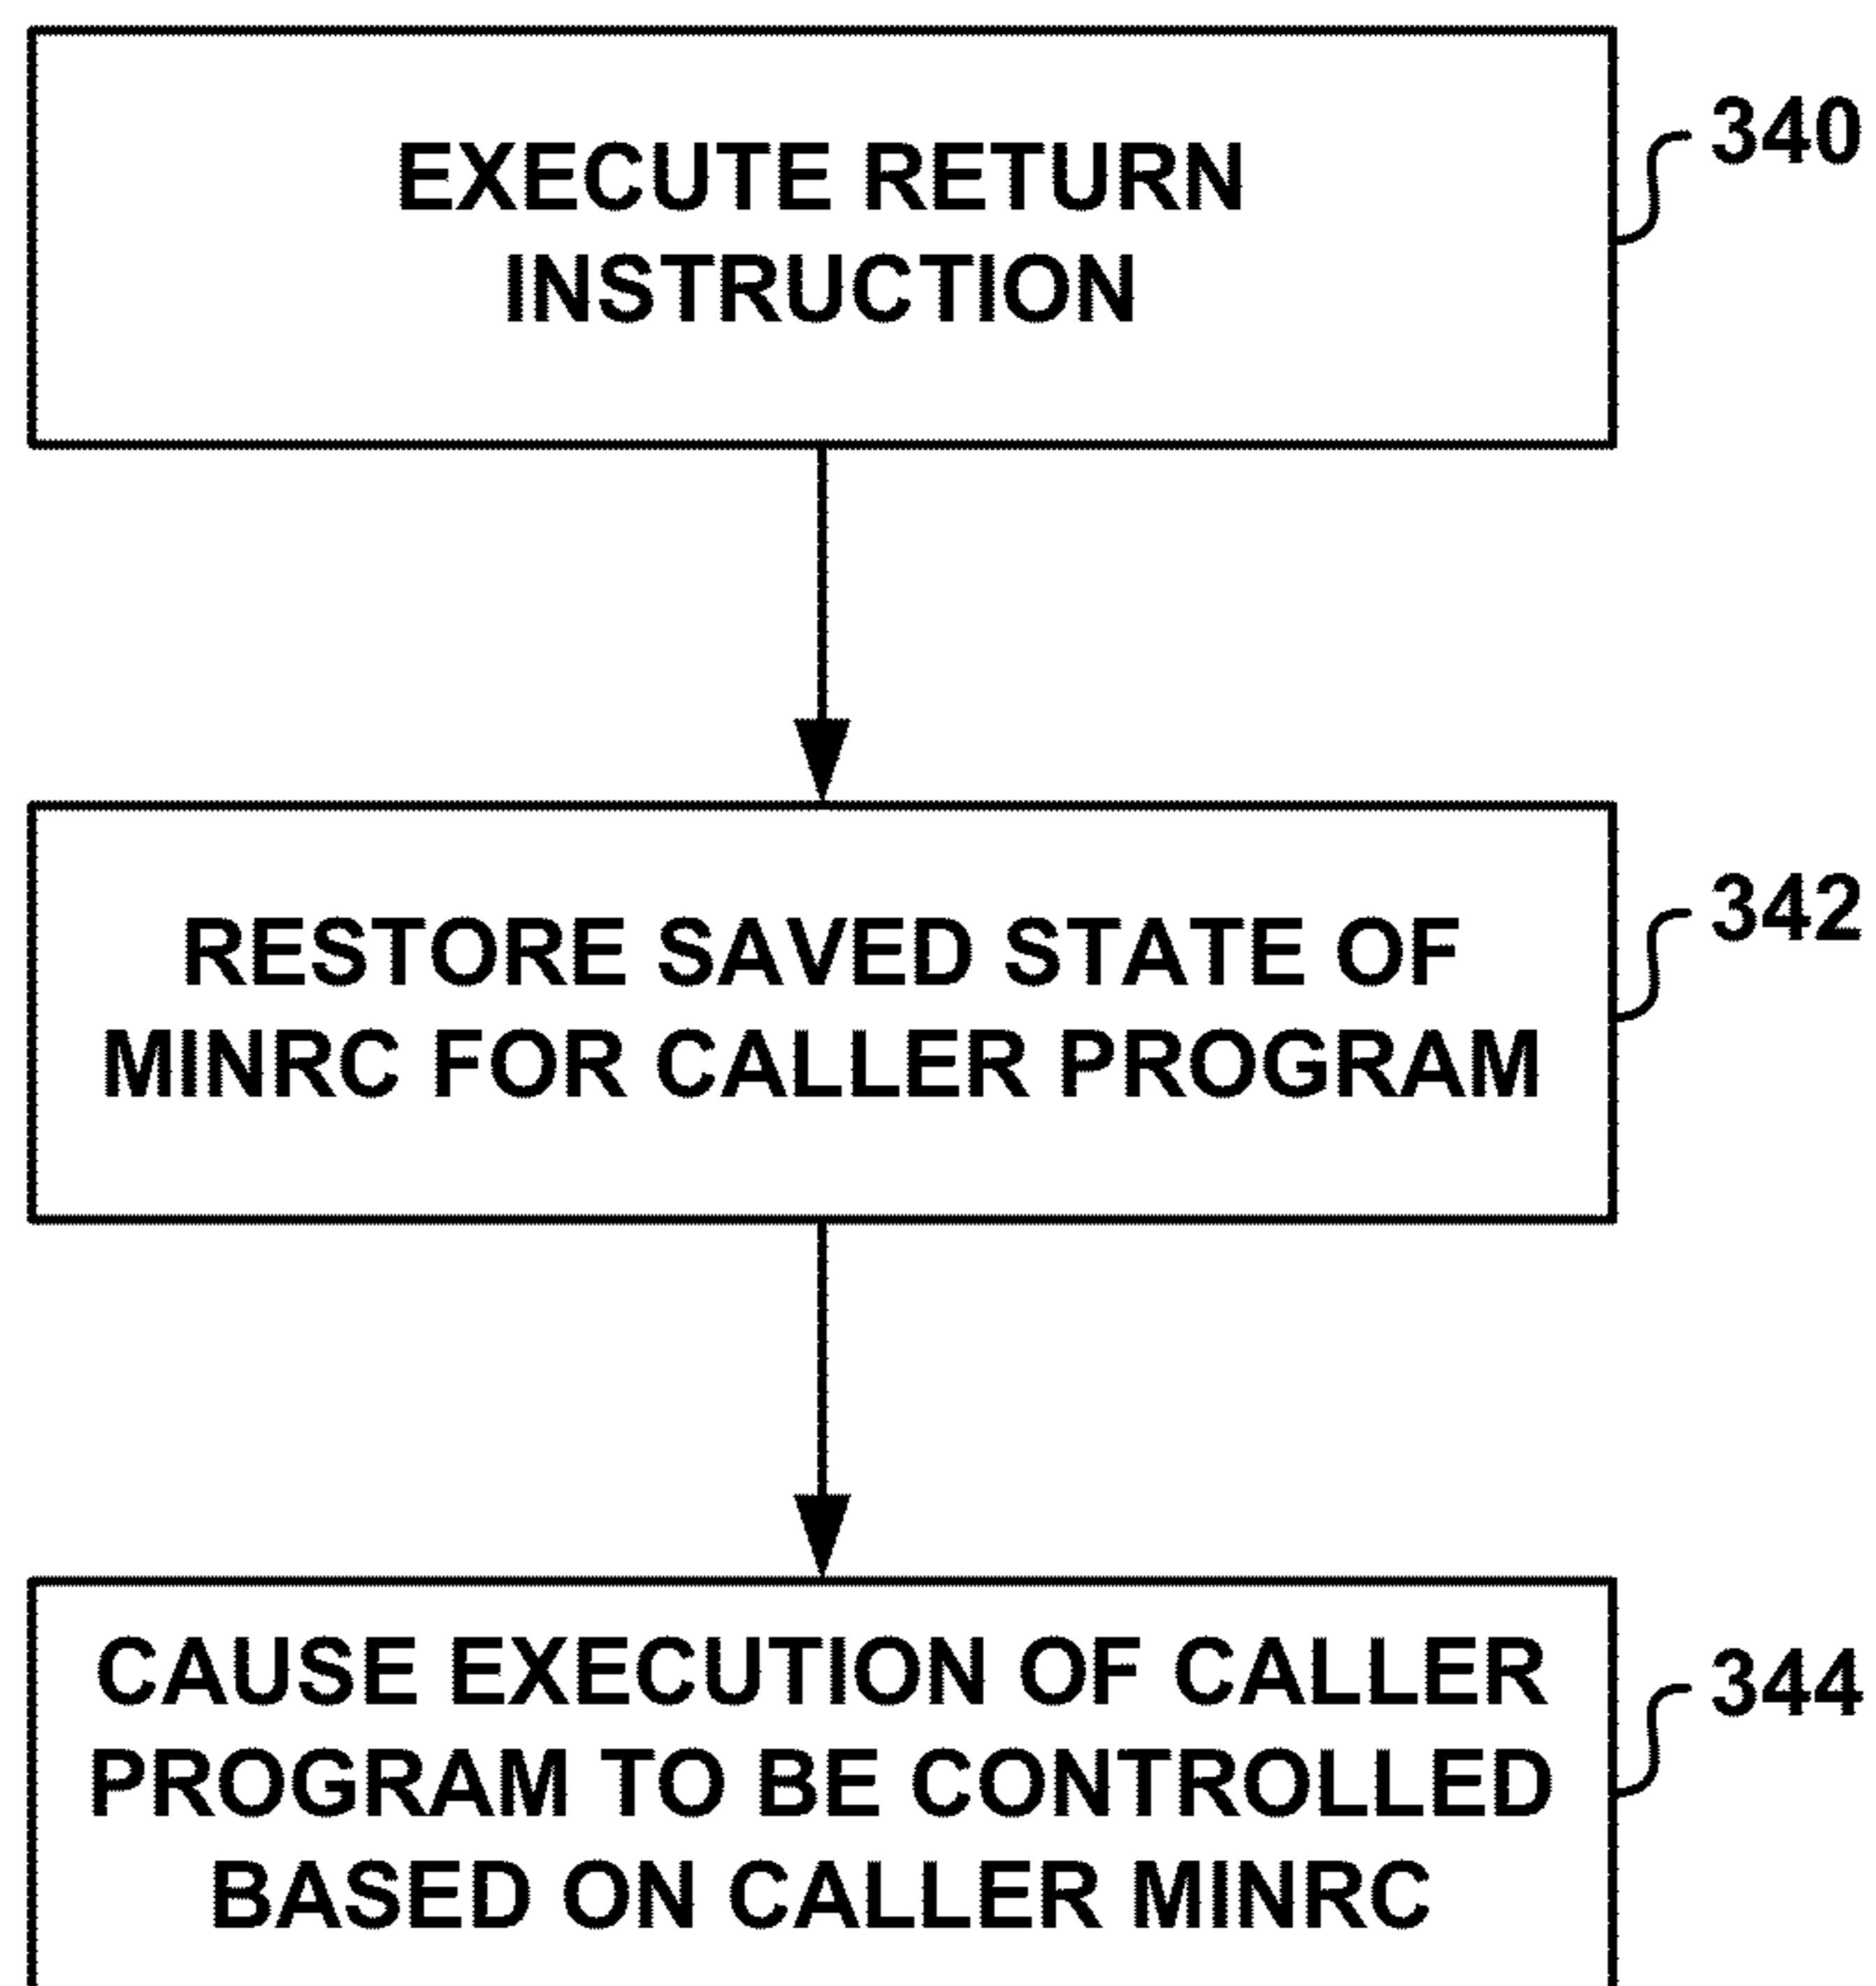 EXECUTE RETURN
INSTRUCTION
340
RESTORE SAVED STATE OF
MINRC FOR CALLER PROGRAM
342
CAUSE EXECUTION OF CALLER
PROGRAM TO BE CONTROLLED
BASED ON CALLER MINRC
344